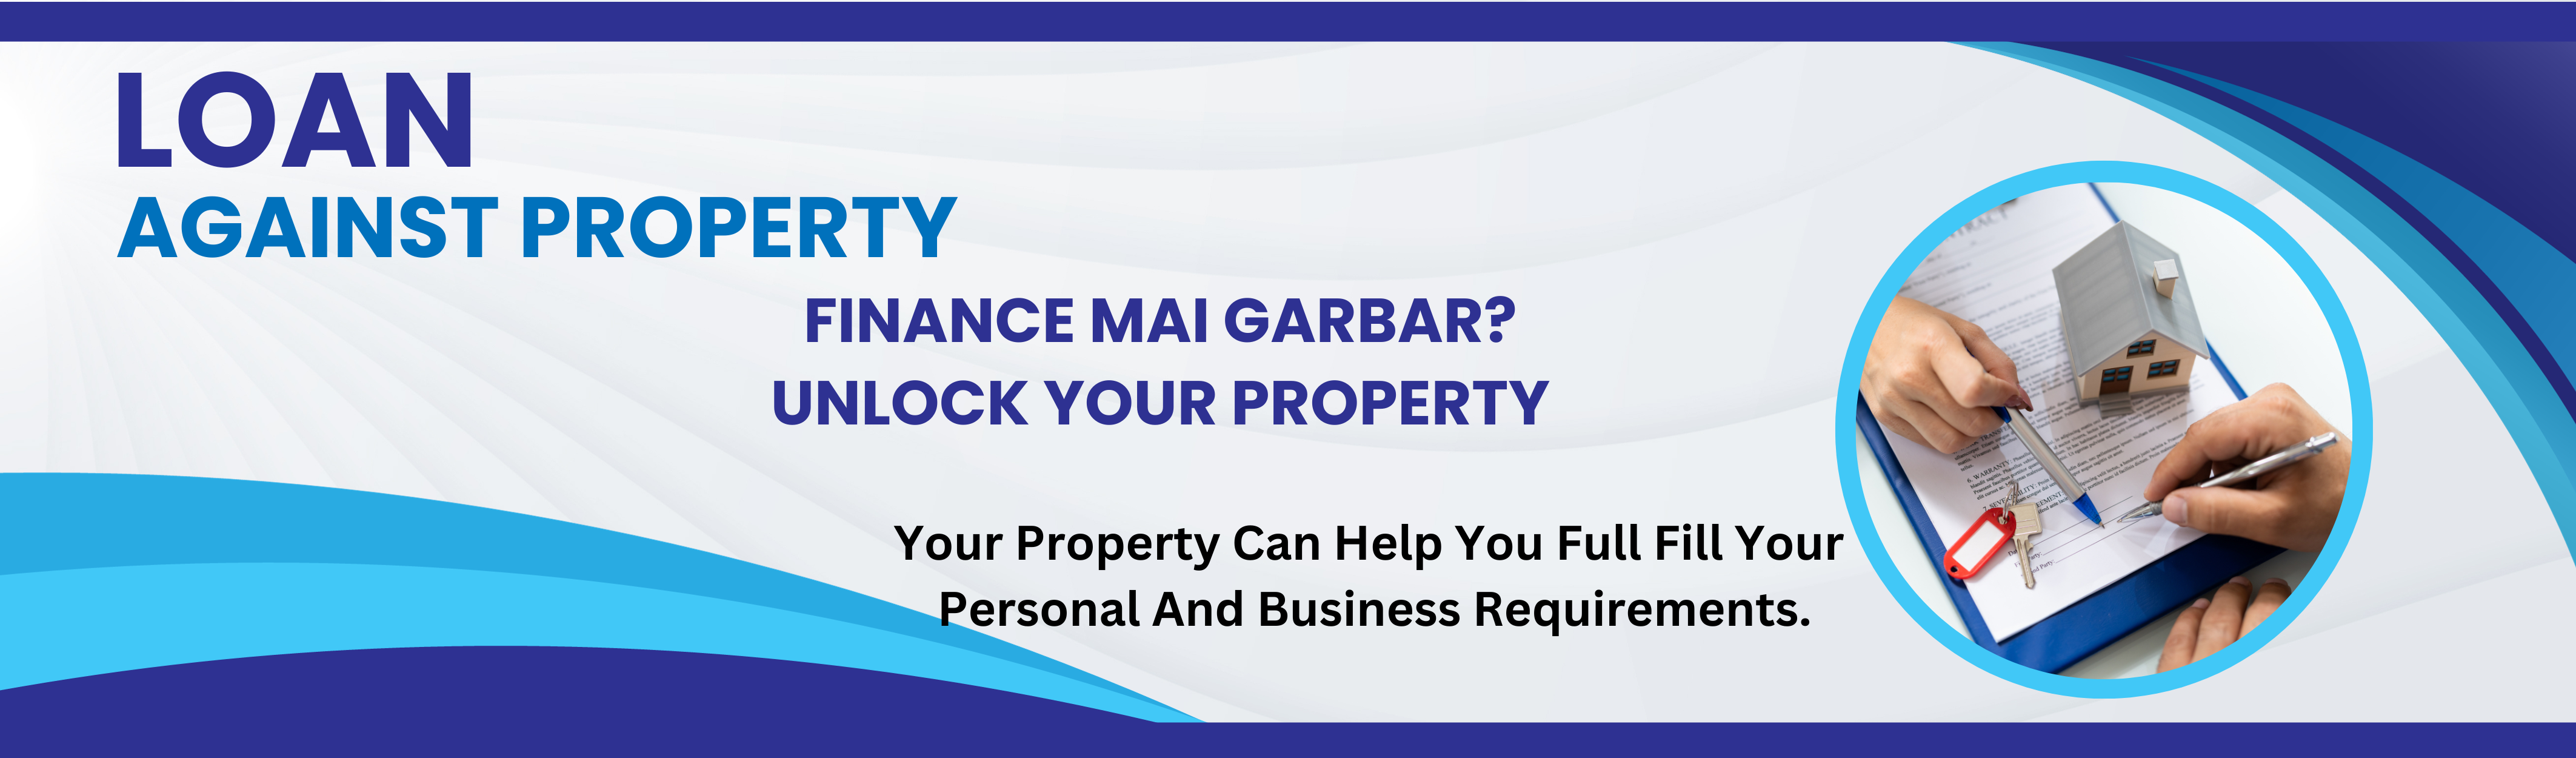 LOAN
AGAINST PROPERTY
FINANCE MAI GARBAR?
UNLOCK YOUR PROPERTY
Your Property Can Help You Full Fill Your
Personal And Business Requirements.